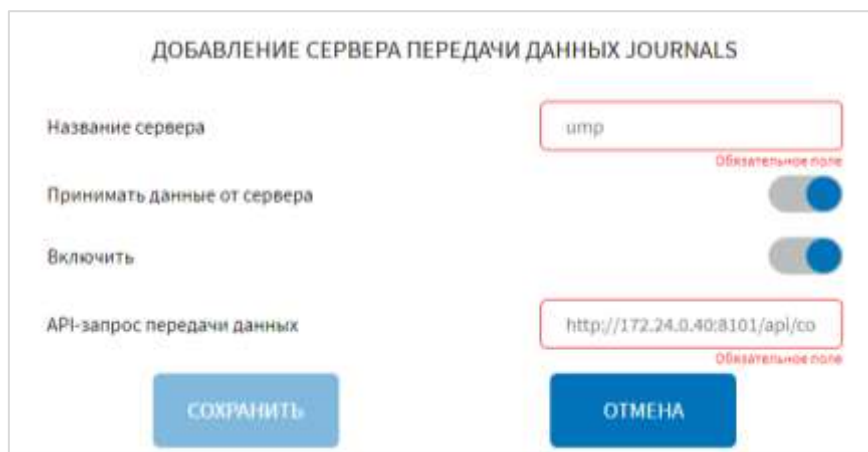 ДОБАВЛЕНИЕ СЕРВЕРА ПЕРЕДАЧИ ДАННЫХ JOURNALS
Название сервера
ump
Обязательное поле
Принимать данные от сервера
Включить
API-запрос передачи данных
http://172.24.0.40:8101/api/co
Обязательное поле
СОХРАНИТЬ
ОТМЕНА